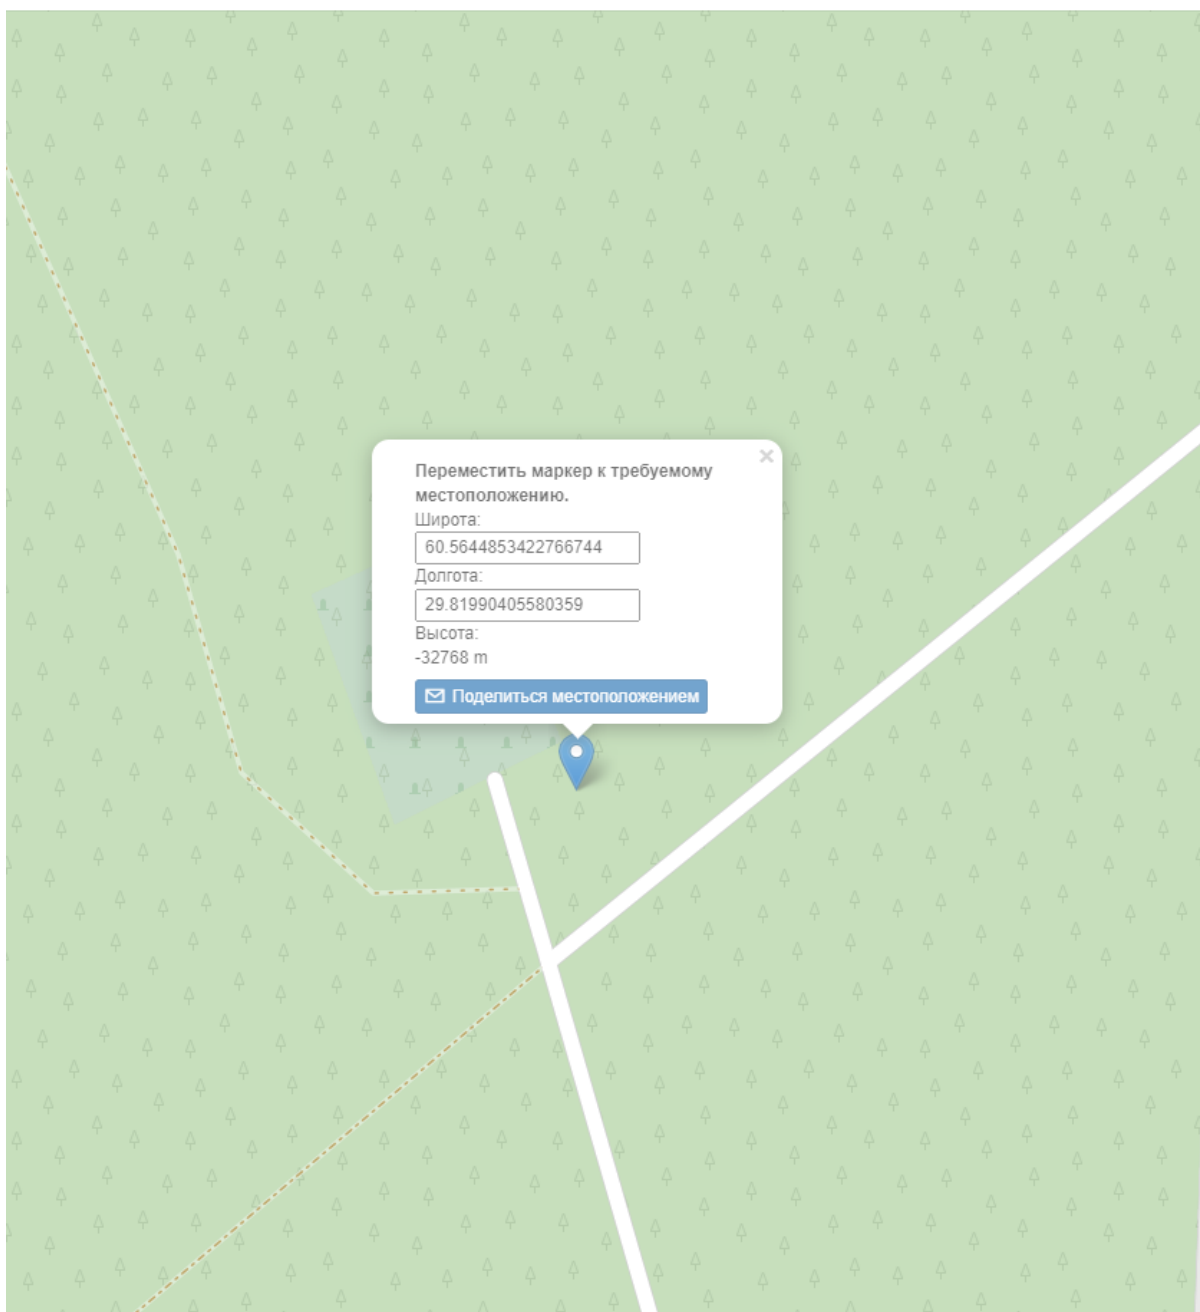 Переместить маркер к требуемому
местоположению.
Широта:
60.5644853422766744
Долгота:
29.81990405580359
Высота:
-32768 m
Поделиться местоположением